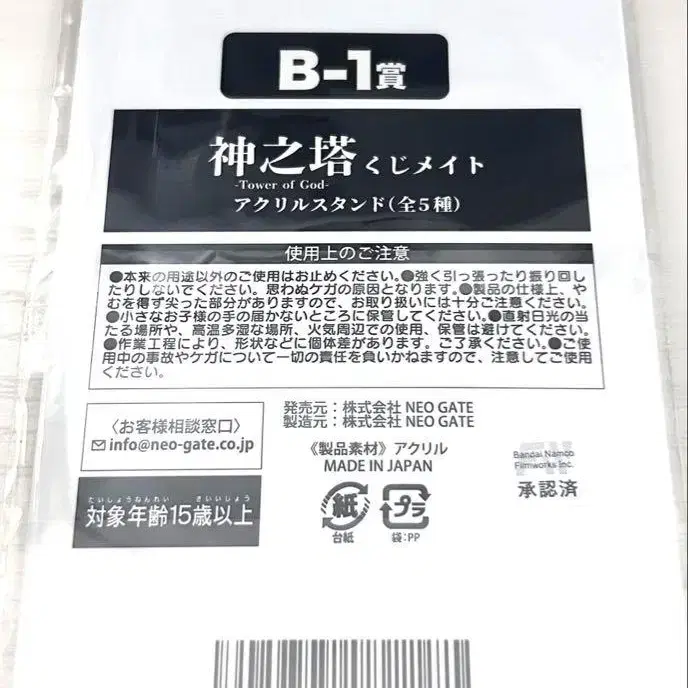 B-1賞
神之塔くじメイト
-Tower of God-
アクリルスタンド(全5種)
使用上のご注意
●本来の用途以外のご使用はお止めください。●強く引っ張ったり振り回し
たりしないでください。思わぬケガの原因となります。●製品の仕様上、や
むを得ず尖った部分がありますので、お取り扱いには十分ご注意ください。
●小さなお子様の手の届かないところに保管してください。●直射日光の当
たる場所や、高温多湿な場所、火気周辺での使用、保管は避けてください。
●作業工程により、形状などに個体差があります。ご了承ください。●ご使
用中の事故やケガについて一切の責任を負いかねますので、注意してご使用
ください。
〈お客様相談窓口〉
info@neo-gate.co.jp
たいしょうねんれい さいいじょう
対象年齢15歳以上
発売元：株式会社 NEO GATE
製造元：株式会社 NEO GATE
《製品素材》アクリル
MADE IN JAPAN
紙
台紙
プラ
袋:PP
Bandai Namco
Filmworks Inc.
承認済